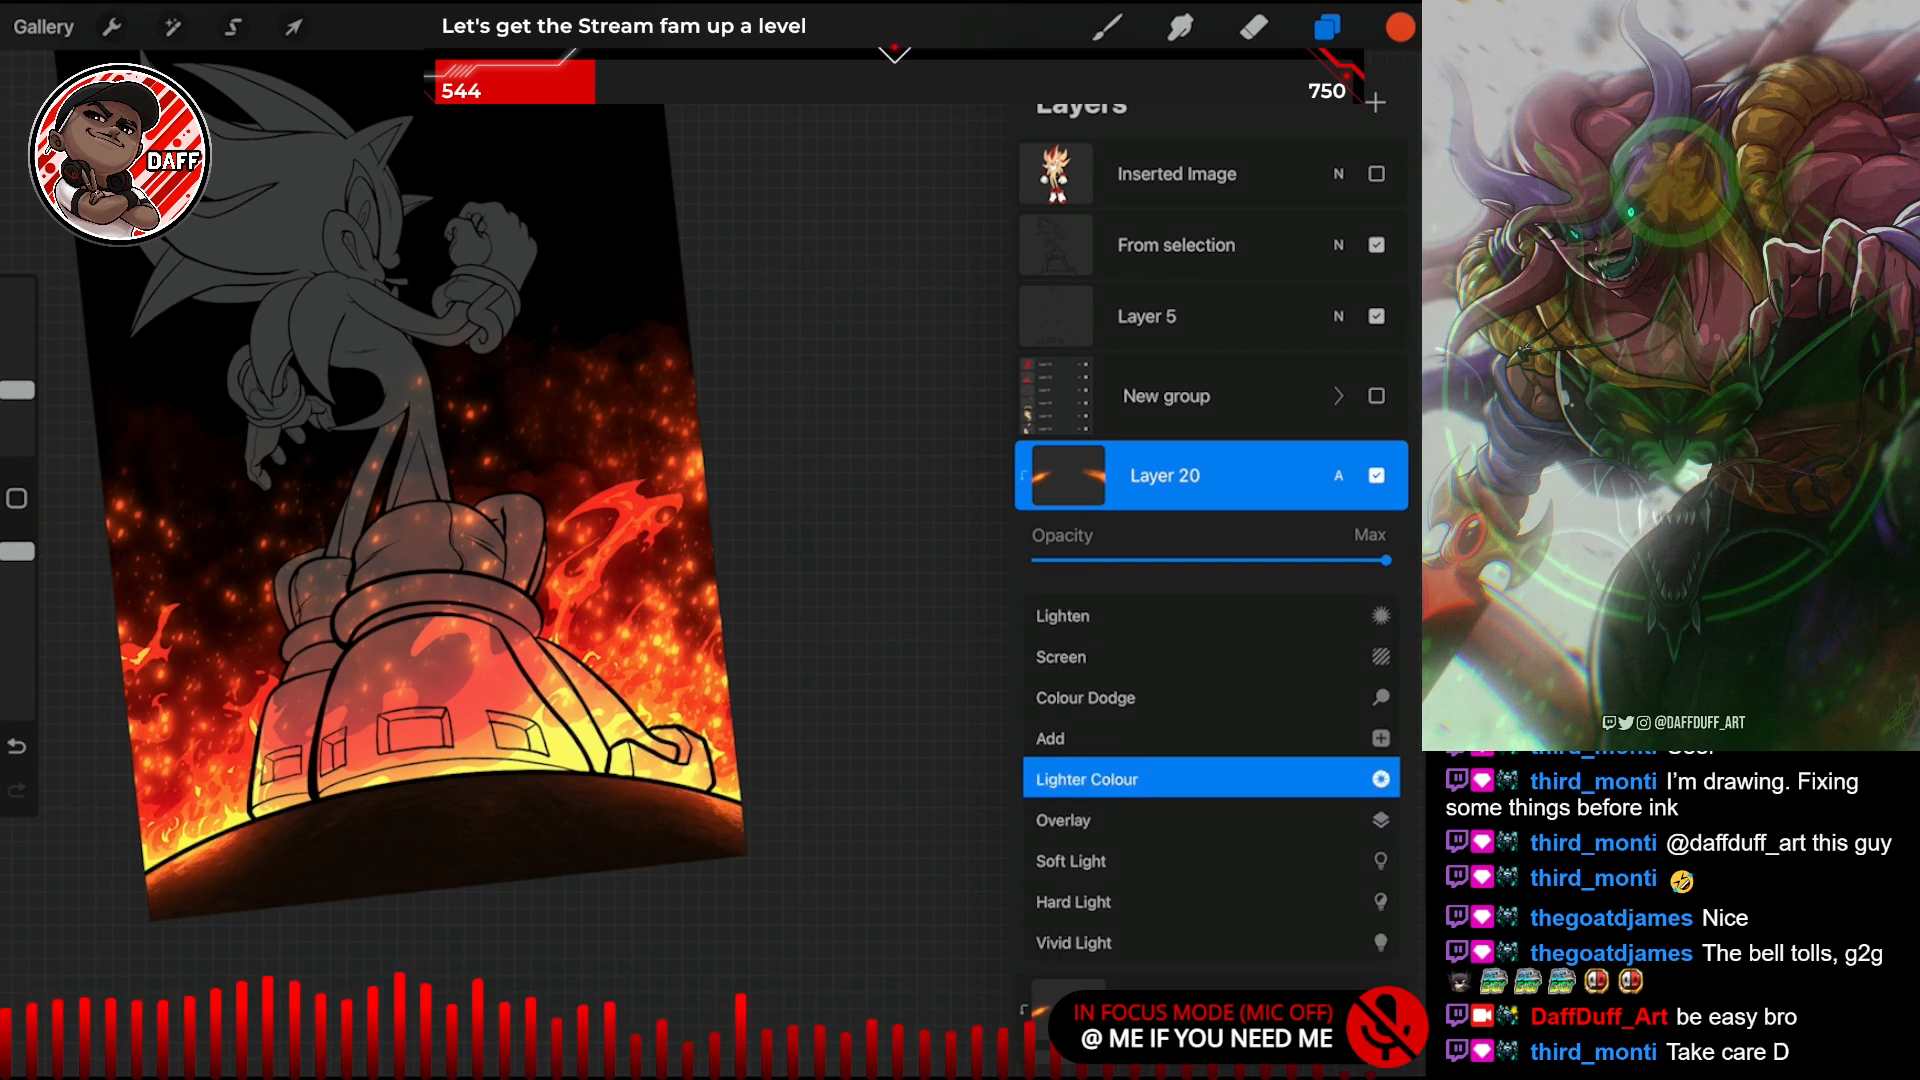 Gallery
Let's get the Stream fam up a level
544
750
DAFF
Layers
Inserted Image N
From selection N
Layer 5 N
New group
Layer 20 A
Opacity Max
Lighten
Screen
Colour Dodge
Add
Lighter Colour
Overlay
Soft Light
Hard Light
Vivid Light
IN FOCUS MODE (MIC OFF)
@ ME IF YOU NEED ME
@DAFFDUFF_ART
third_monti I'm drawing. Fixing
some things before ink
third_monti @daffduff_art this guy
third_monti 🤣
thegoatdjames Nice
thegoatdjames The bell tolls, g2g
DaffDuff_Art be easy bro
third_monti Take care D